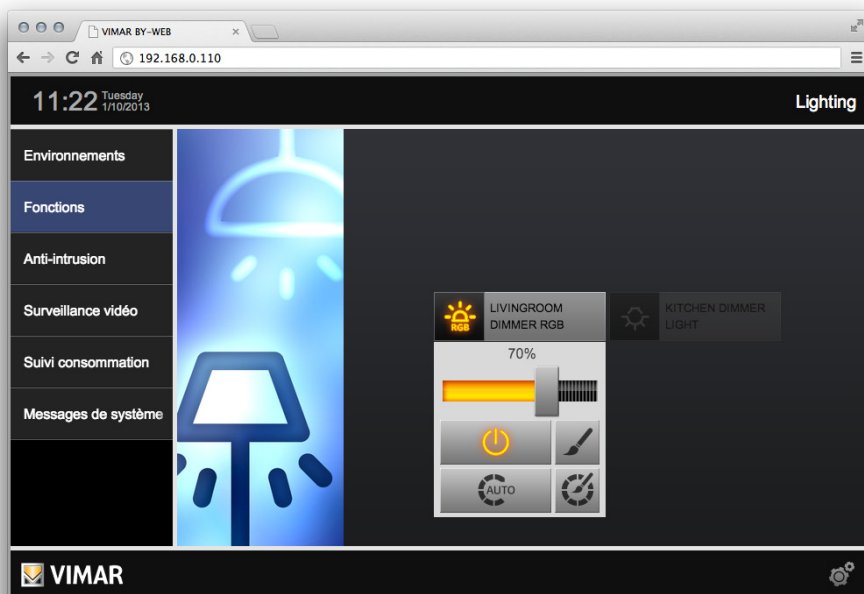 VIMAR BY-WEB
192.168.0.110
11:22
Tuesday
1/10/2013
Lighting
Environnements
Fonctions
Anti-intrusion
Surveillance vidéo
Suivi consommation
Messages de système
RGB
LIVINGROOM
DIMMER RGB
KITCHEN DIMMER
LIGHT
70%
AUTO
VIMAR